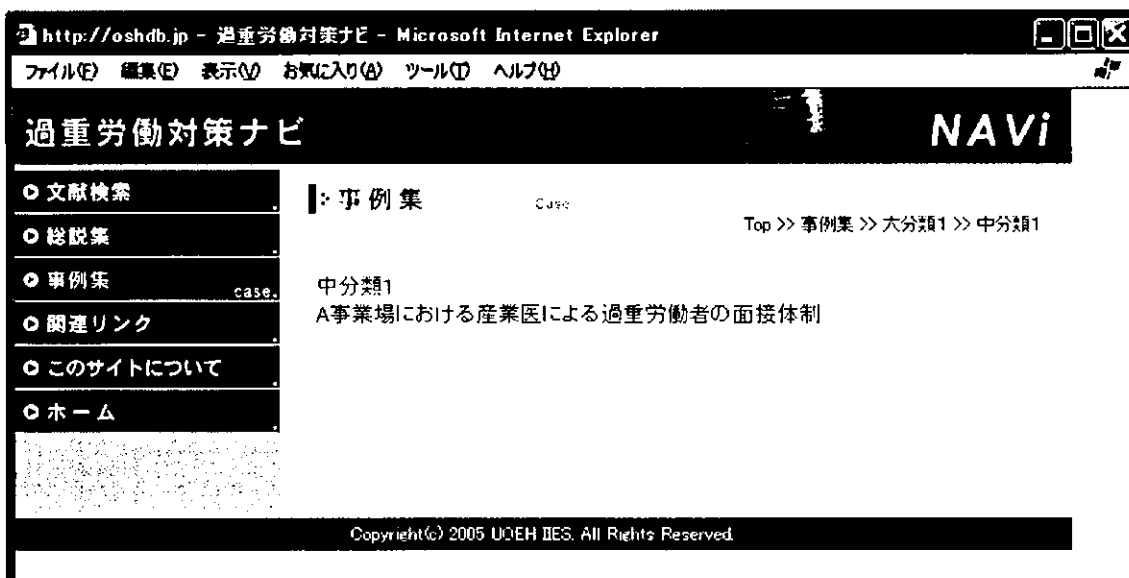 http://oshdb.jp - 過重労働対策ナビ - Microsoft Internet Explorer
ファイル(F) 編集(E) 表示(V) お気に入り(A) ツール(T) ヘルプ(H)
過重労働対策ナビ
NAVi
文献検索
総説集
事例集 case.
関連リンク
このサイトについて
ホーム
事例集 Case
Top >> 事例集 >> 大分類1 >> 中分類1
中分類1
A事業場における産業医による過重労働者の面接体制
Copyright(c) 2005 UOEH IIES. All Rights Reserved.